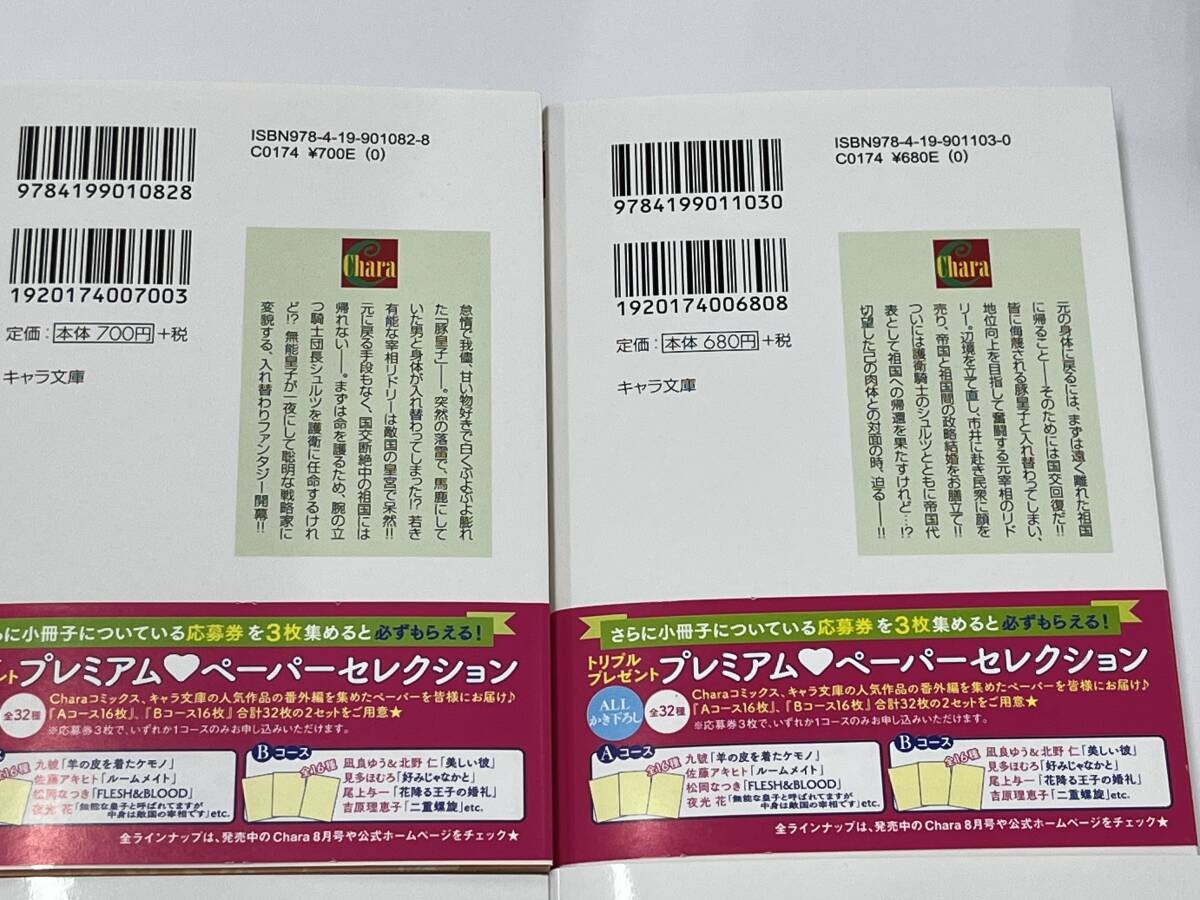 ISBN978-4-19-901082-8
C0174 ¥700E (0)
9784199010828
1920174007003
定価：本体 700円+税
キャラ文庫
Chara
怠惰で我儘、甘い物好きで白くぶよぶよ膨れ
た「豚皇子」──。突然の落雷で、馬鹿にして
いた男と身体が入れ替わってしまった!? 若き
有能な宰相リドリーは敵国の皇宮で呆然!!
元に戻る手段もなく、国交断絶中の祖国には
帰れない──。まずは命を護るため、腕の立
つ騎士団長シュルツを護衛に任命するけれ
ど!? 無能皇子が一夜にして聡明な戦略家に
変貌する、入れ替わりファンタジー開幕!!
らに小冊子についている応募券を3枚集めると必ずもらえる!
ント プレミアム♥ペーパーセレクション
Charaコミックス、キャラ文庫の人気作品の番外編を集めたペーパーを皆様にお届け♪
全32種
「Aコース16枚」、「Bコース16枚」合計32枚の2セットをご用意★
※応募券3枚で、いずれか1コースのみお申し込みいただけます。
コース
全16種
九號「羊の皮を着たケモノ」
佐藤アキヒト「ルームメイト」
松岡なつき「FLESH&BLOOD」
夜光 花「無能な皇子と呼ばれてますが中身は敵国の宰相です」etc.
Bコース
全16種
凪良ゆう&北野 仁「美しい彼」
見多ほむろ「好みじゃなかと」
尾上与一「花降る王子の婚礼」
吉原理恵子「二重螺旋」etc.
全ラインナップは、発売中のChara 8月号や公式ホームページをチェック★
ISBN978-4-19-901103-0
C0174 ¥680E (0)
9784199011030
1920174006808
定価：本体 680円+税
キャラ文庫
Chara
元の身体に戻るには、まずは遠く離れた祖国
に帰ること──そのためには国交回復だ!!
皆に侮蔑される豚皇子と入れ替わってしまい、
地位向上を目指して奮闘する元宰相のリド
リー。辺境を立て直し、市井に赴き民衆に顔を
売り、帝国と祖国間の政略結婚をお膳立て!!
ついには護衛騎士のシュルツとともに帝国代
表として祖国への帰還を果たすけれど…!?
切望した己の肉体との対面の時、迫る──!!
さらに小冊子についている応募券を3枚集めると必ずもらえる!
トリプル
プレゼント
プレミアム♥ペーパーセレクション
ALL
かき下ろし
全32種
Charaコミックス、キャラ文庫の人気作品の番外編を集めたペーパーを皆様にお届け♪
「Aコース16枚」、「Bコース16枚」合計32枚の2セットをご用意★
※応募券3枚で、いずれか1コースのみお申し込みいただけます。
Aコース
全16種
九號「羊の皮を着たケモノ」
佐藤アキヒト「ルームメイト」
松岡なつき「FLESH&BLOOD」
夜光 花「無能な皇子と呼ばれてますが中身は敵国の宰相です」etc.
Bコース
全16種
凪良ゆう&北野 仁「美しい彼」
見多ほむろ「好みじゃなかと」
尾上与一「花降る王子の婚礼」
吉原理恵子「二重螺旋」etc.
全ラインナップは、発売中のChara 8月号や公式ホームページをチェック★